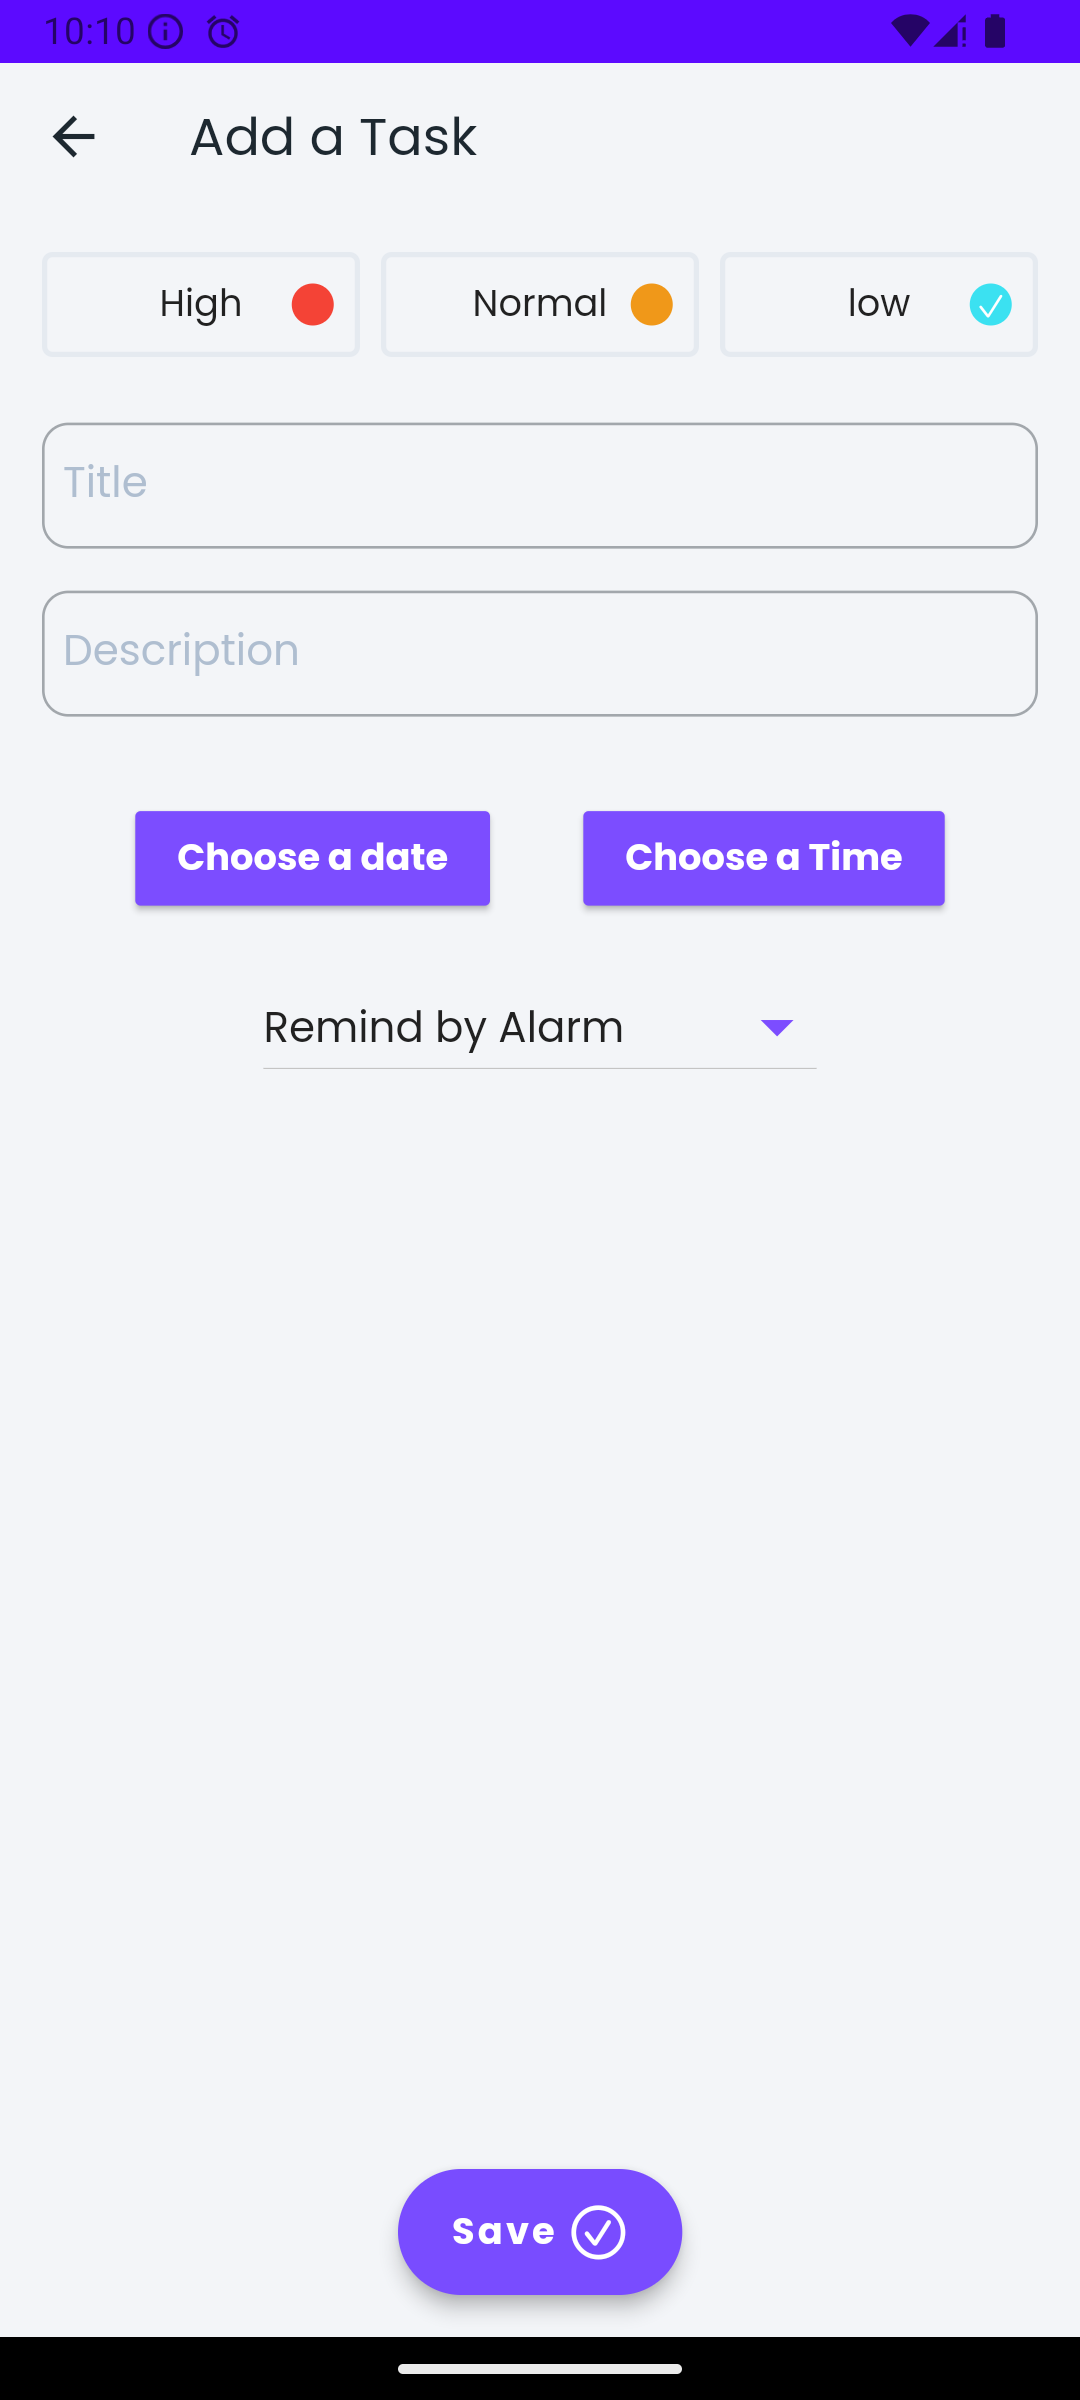 10:10
Add a Task
High Normal low
Title
Description
Choose a date Choose a Time
Remind by Alarm
Save